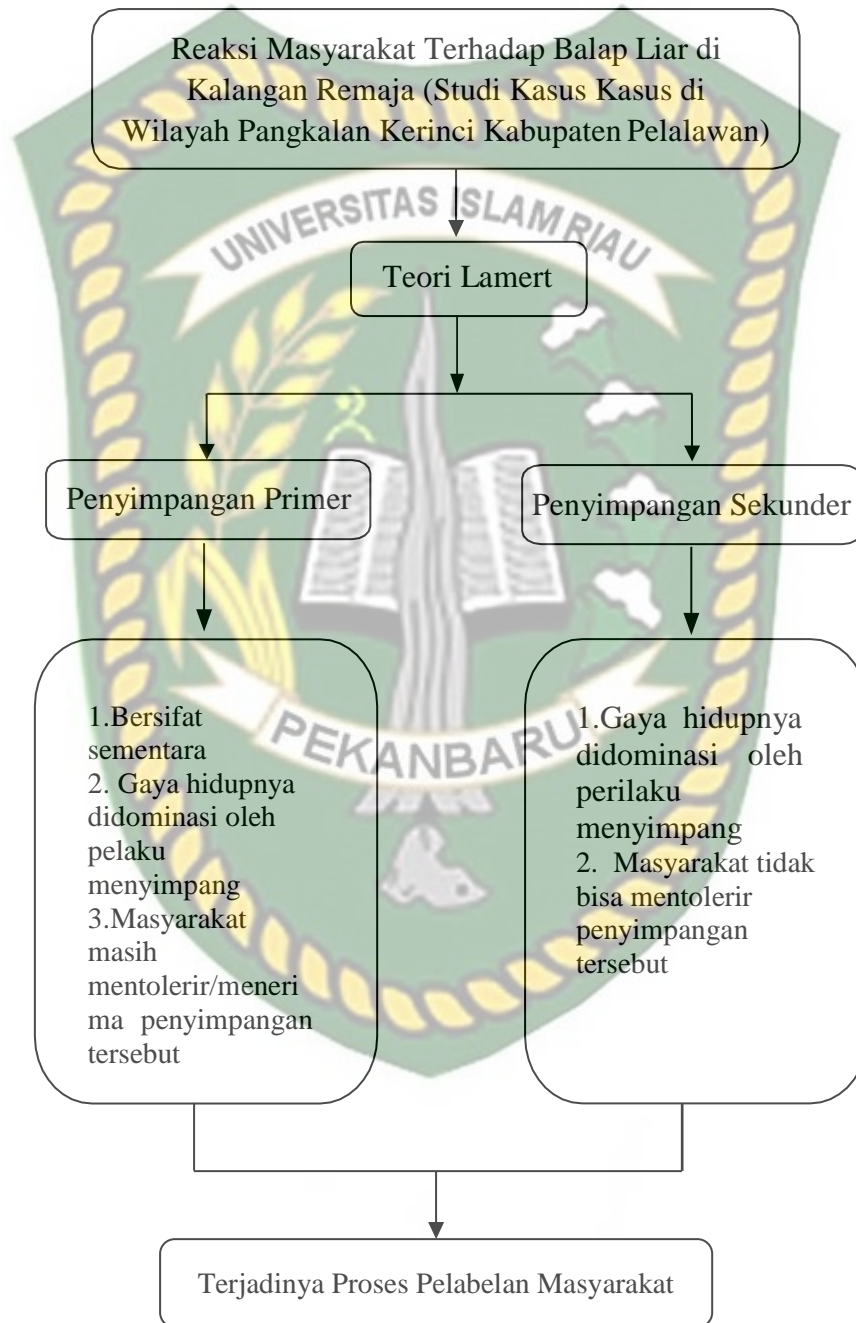 Reaksi Masyarakat Terhadap Balap Liar di
Kalangan Remaja (Studi Kasus Kasus di
Wilayah Pangkalan Kerinci Kabupaten Pelalawan)
UNIVERSITAS ISLAM RIAU
Teori Lamert
Penyimpangan Primer
Penyimpangan Sekunder
1.Bersifat
sementara
2. Gaya hidupnya
didominasi oleh
pelaku
menyimpang
3.Masyarakat
masih
mentolerir/meneri
ma penyimpangan
tersebut
1.Gaya hidupnya
didominasi oleh
perilaku
menyimpang
2. Masyarakat tidak
bisa mentolerir
penyimpangan
tersebut
PEKANBARU
Terjadinya Proses Pelabelan Masyarakat